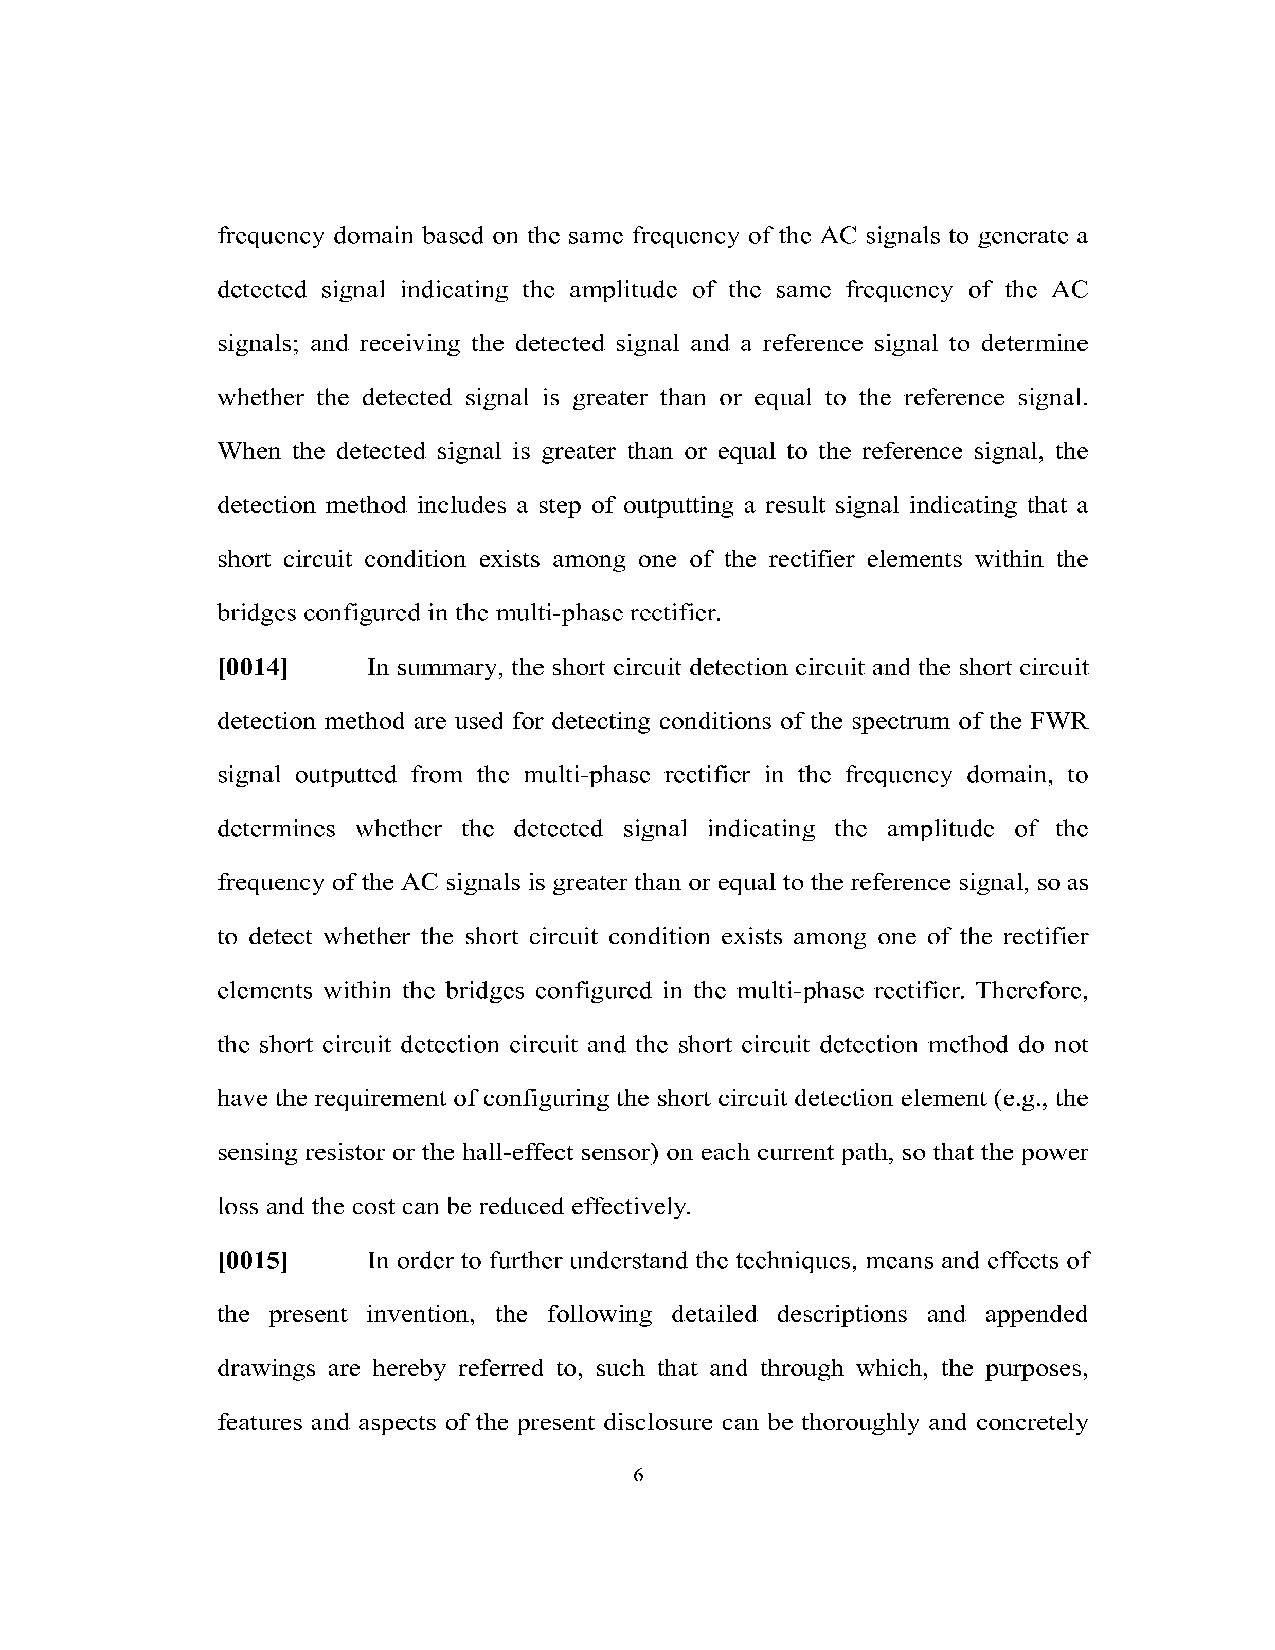 frequency domain based on the same frequency of the AC signals to generate a
detected signal indicating the amplitude of the same frequency of the AC
signals; and receiving the detected signal and a reference signal to determine
whether the detected signal is greater than or equal to the reference signal.
When the detected signal is greater than or equal to the reference signal, the
detection method includes a step of outputting a result signal indicating that a
short circuit condition exists among one of the rectifier elements within the
bridges configured in the multi-phase rectifier.
[0014] In summary, the short circuit detection circuit and the short circuit
detection method are used for detecting conditions of the spectrum of the FWR
signal outputted from the multi-phase rectifier in the frequency domain, to
determines whether the detected signal indicating the amplitude of the
frequency of the AC signals is greater than or equal to the reference signal, so as
to detect whether the short circuit condition exists among one of the rectifier
elements within the bridges configured in the multi-phase rectifier. Therefore,
the short circuit detection circuit and the short circuit detection method do not
have the requirement of configuring the short circuit detection element (e.g., the
sensing resistor or the hall-effect sensor) on each current path, so that the power
loss and the cost can be reduced effectively.
[0015] In order to further understand the techniques, means and effects of
the present invention, the following detailed descriptions and appended
drawings are hereby referred to, such that and through which, the purposes,
features and aspects of the present disclosure can be thoroughly and concretely
6